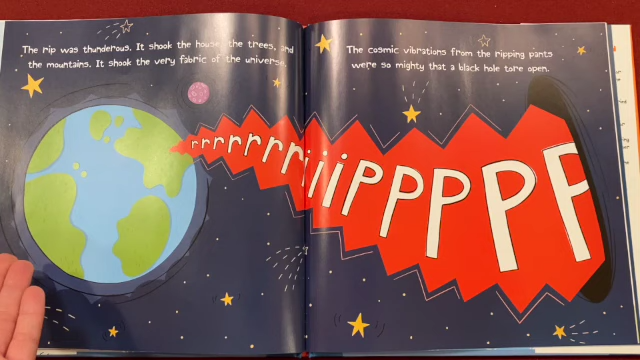 The rip was thunderous. It shook the house, the trees, and
the mountains. It shook the very fabric of the universe.
The cosmic vibrations from the ripping pants
were so mighty that a black hole tore open.
rrrrrrrriiiPPPPP